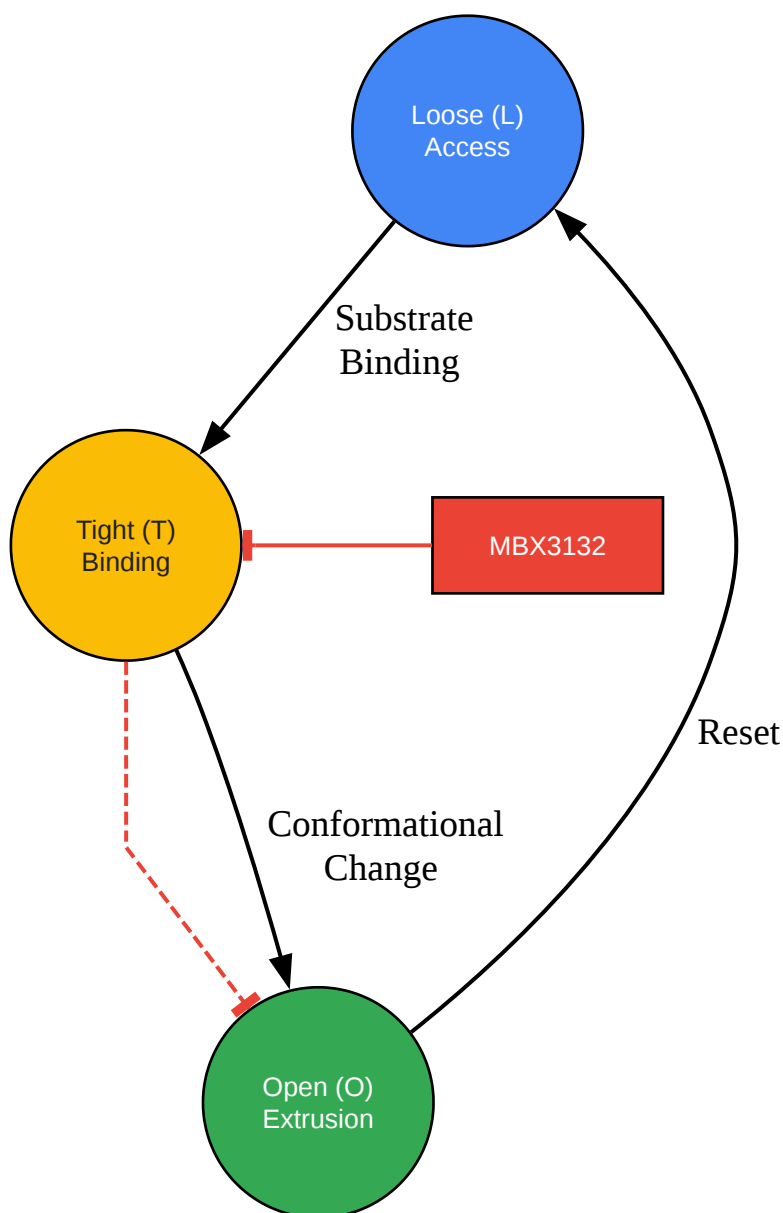 Loose (L)
Access
Substrate
Binding
Tight (T)
Binding
MBX3132
Reset
Conformational
Change
Open (O)
Extrusion